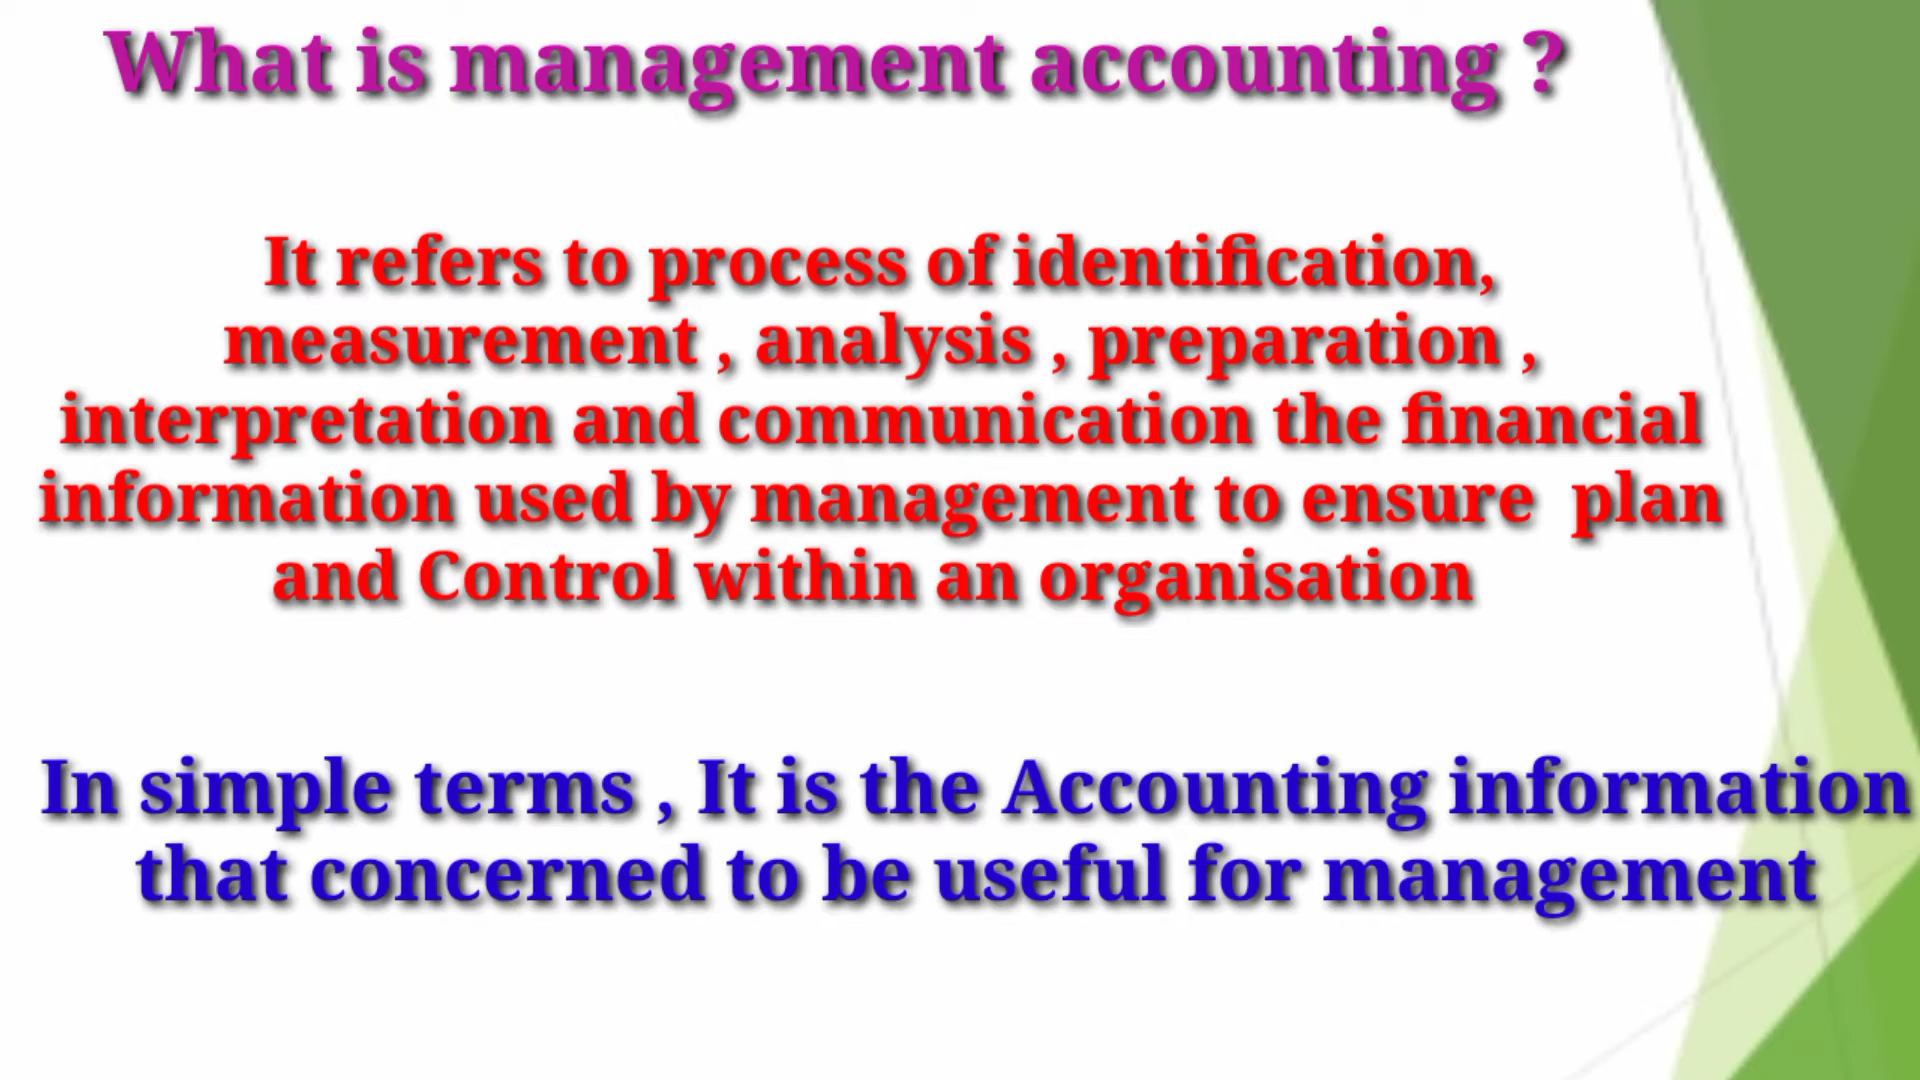 What is management accounting ?
It refers to process of identification,
measurement , analysis , preparation ,
interpretation and communication the financial
information used by management to ensure  plan
and Control within an organisation
In simple terms , It is the Accounting information
that concerned to be useful for management